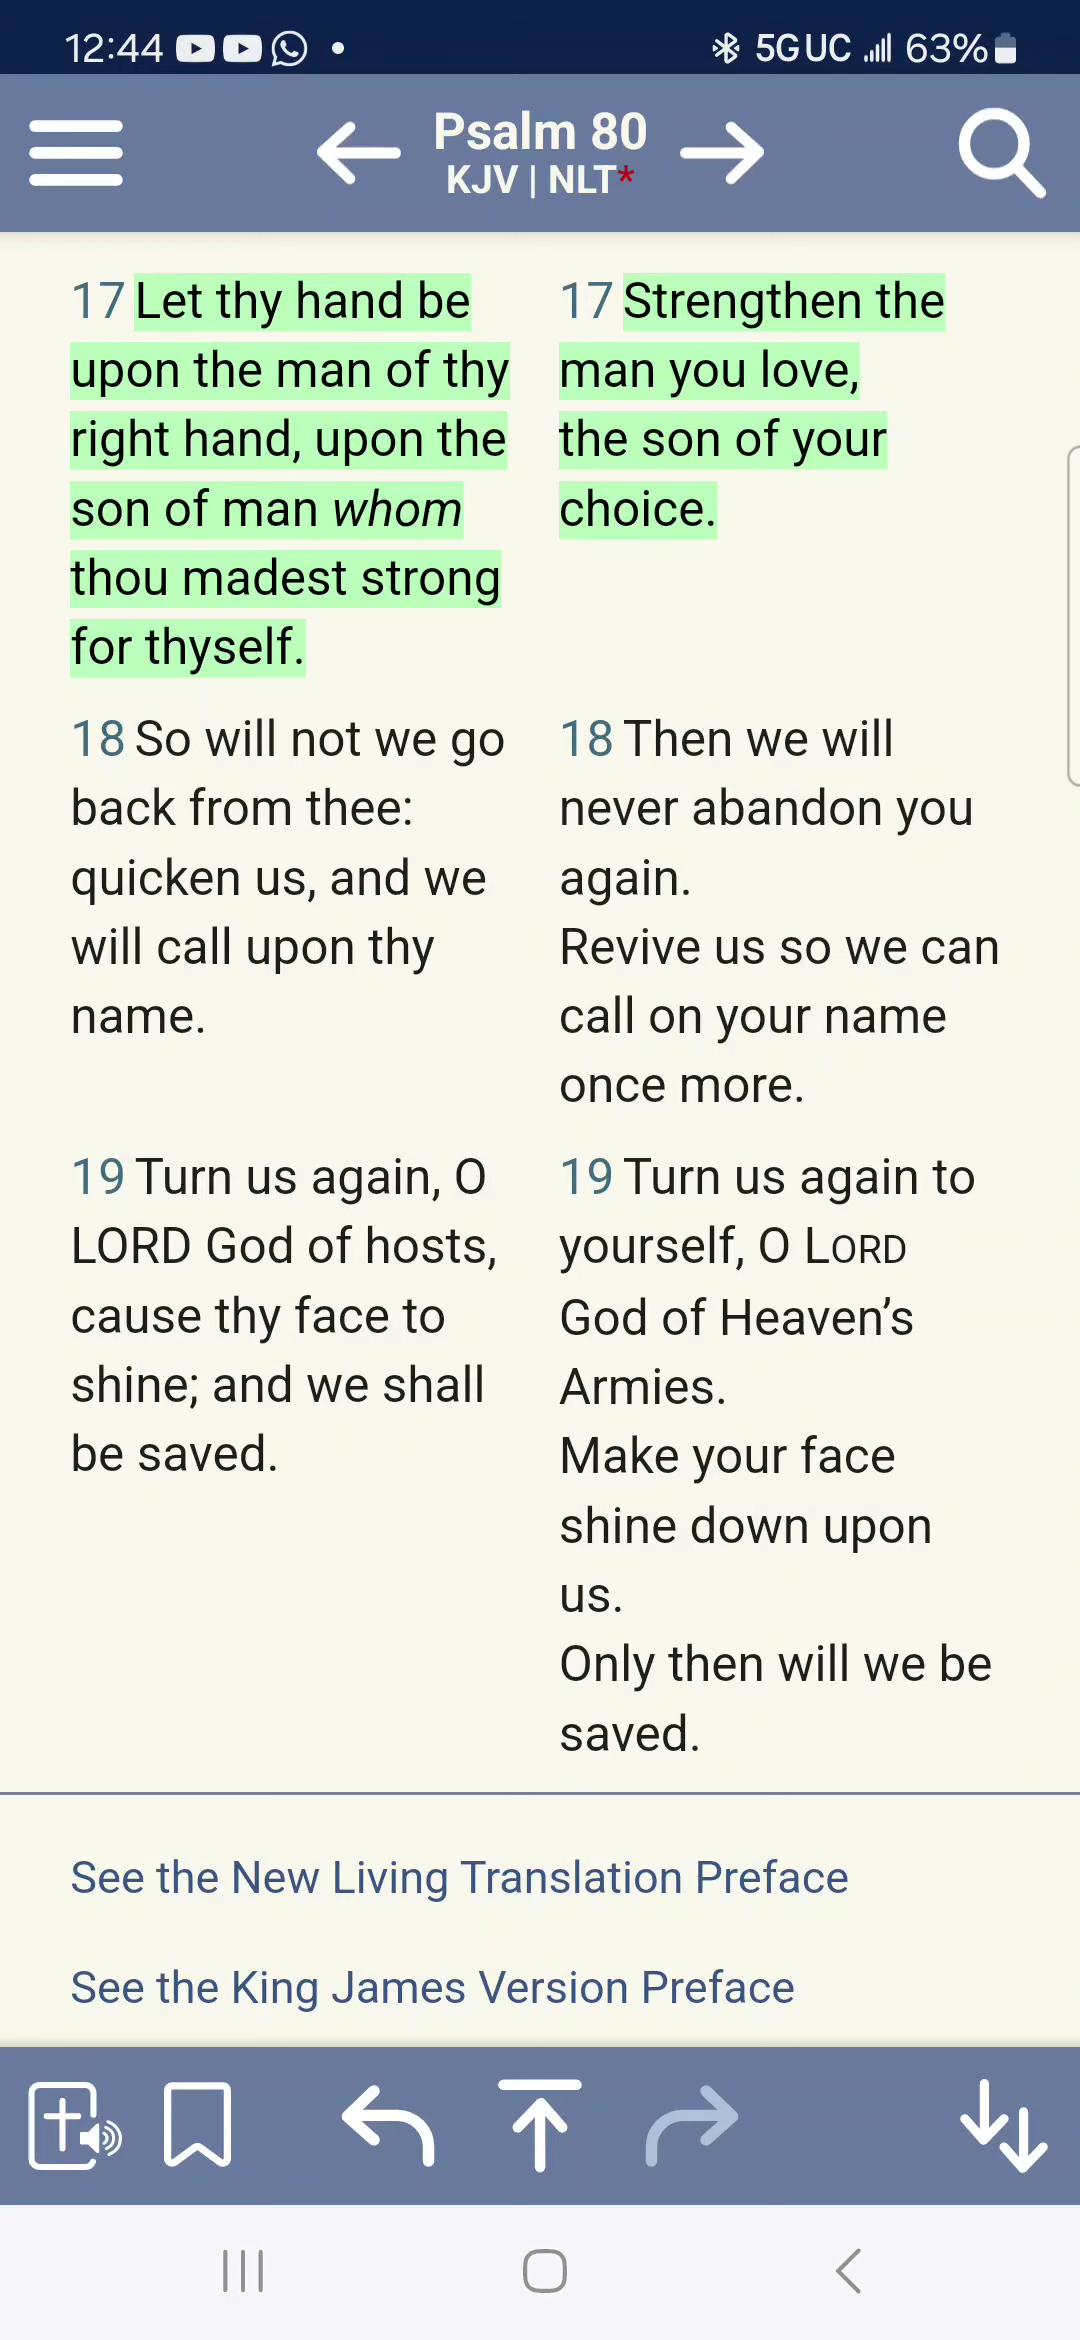 12:44
5G UC 63%
Psalm 80
KJV | NLT*
17 Let thy hand be
upon the man of thy
right hand, upon the
son of man whom
thou madest strong
for thyself.
17 Strengthen the
man you love,
the son of your
choice.
18 So will not we go
back from thee:
quicken us, and we
will call upon thy
name.
18 Then we will
never abandon you
again.
Revive us so we can
call on your name
once more.
19 Turn us again, O
LORD God of hosts,
cause thy face to
shine; and we shall
be saved.
19 Turn us again to
yourself, O LORD
God of Heaven’s
Armies.
Make your face
shine down upon
us.
Only then will we be
saved.
See the New Living Translation Preface
See the King James Version Preface